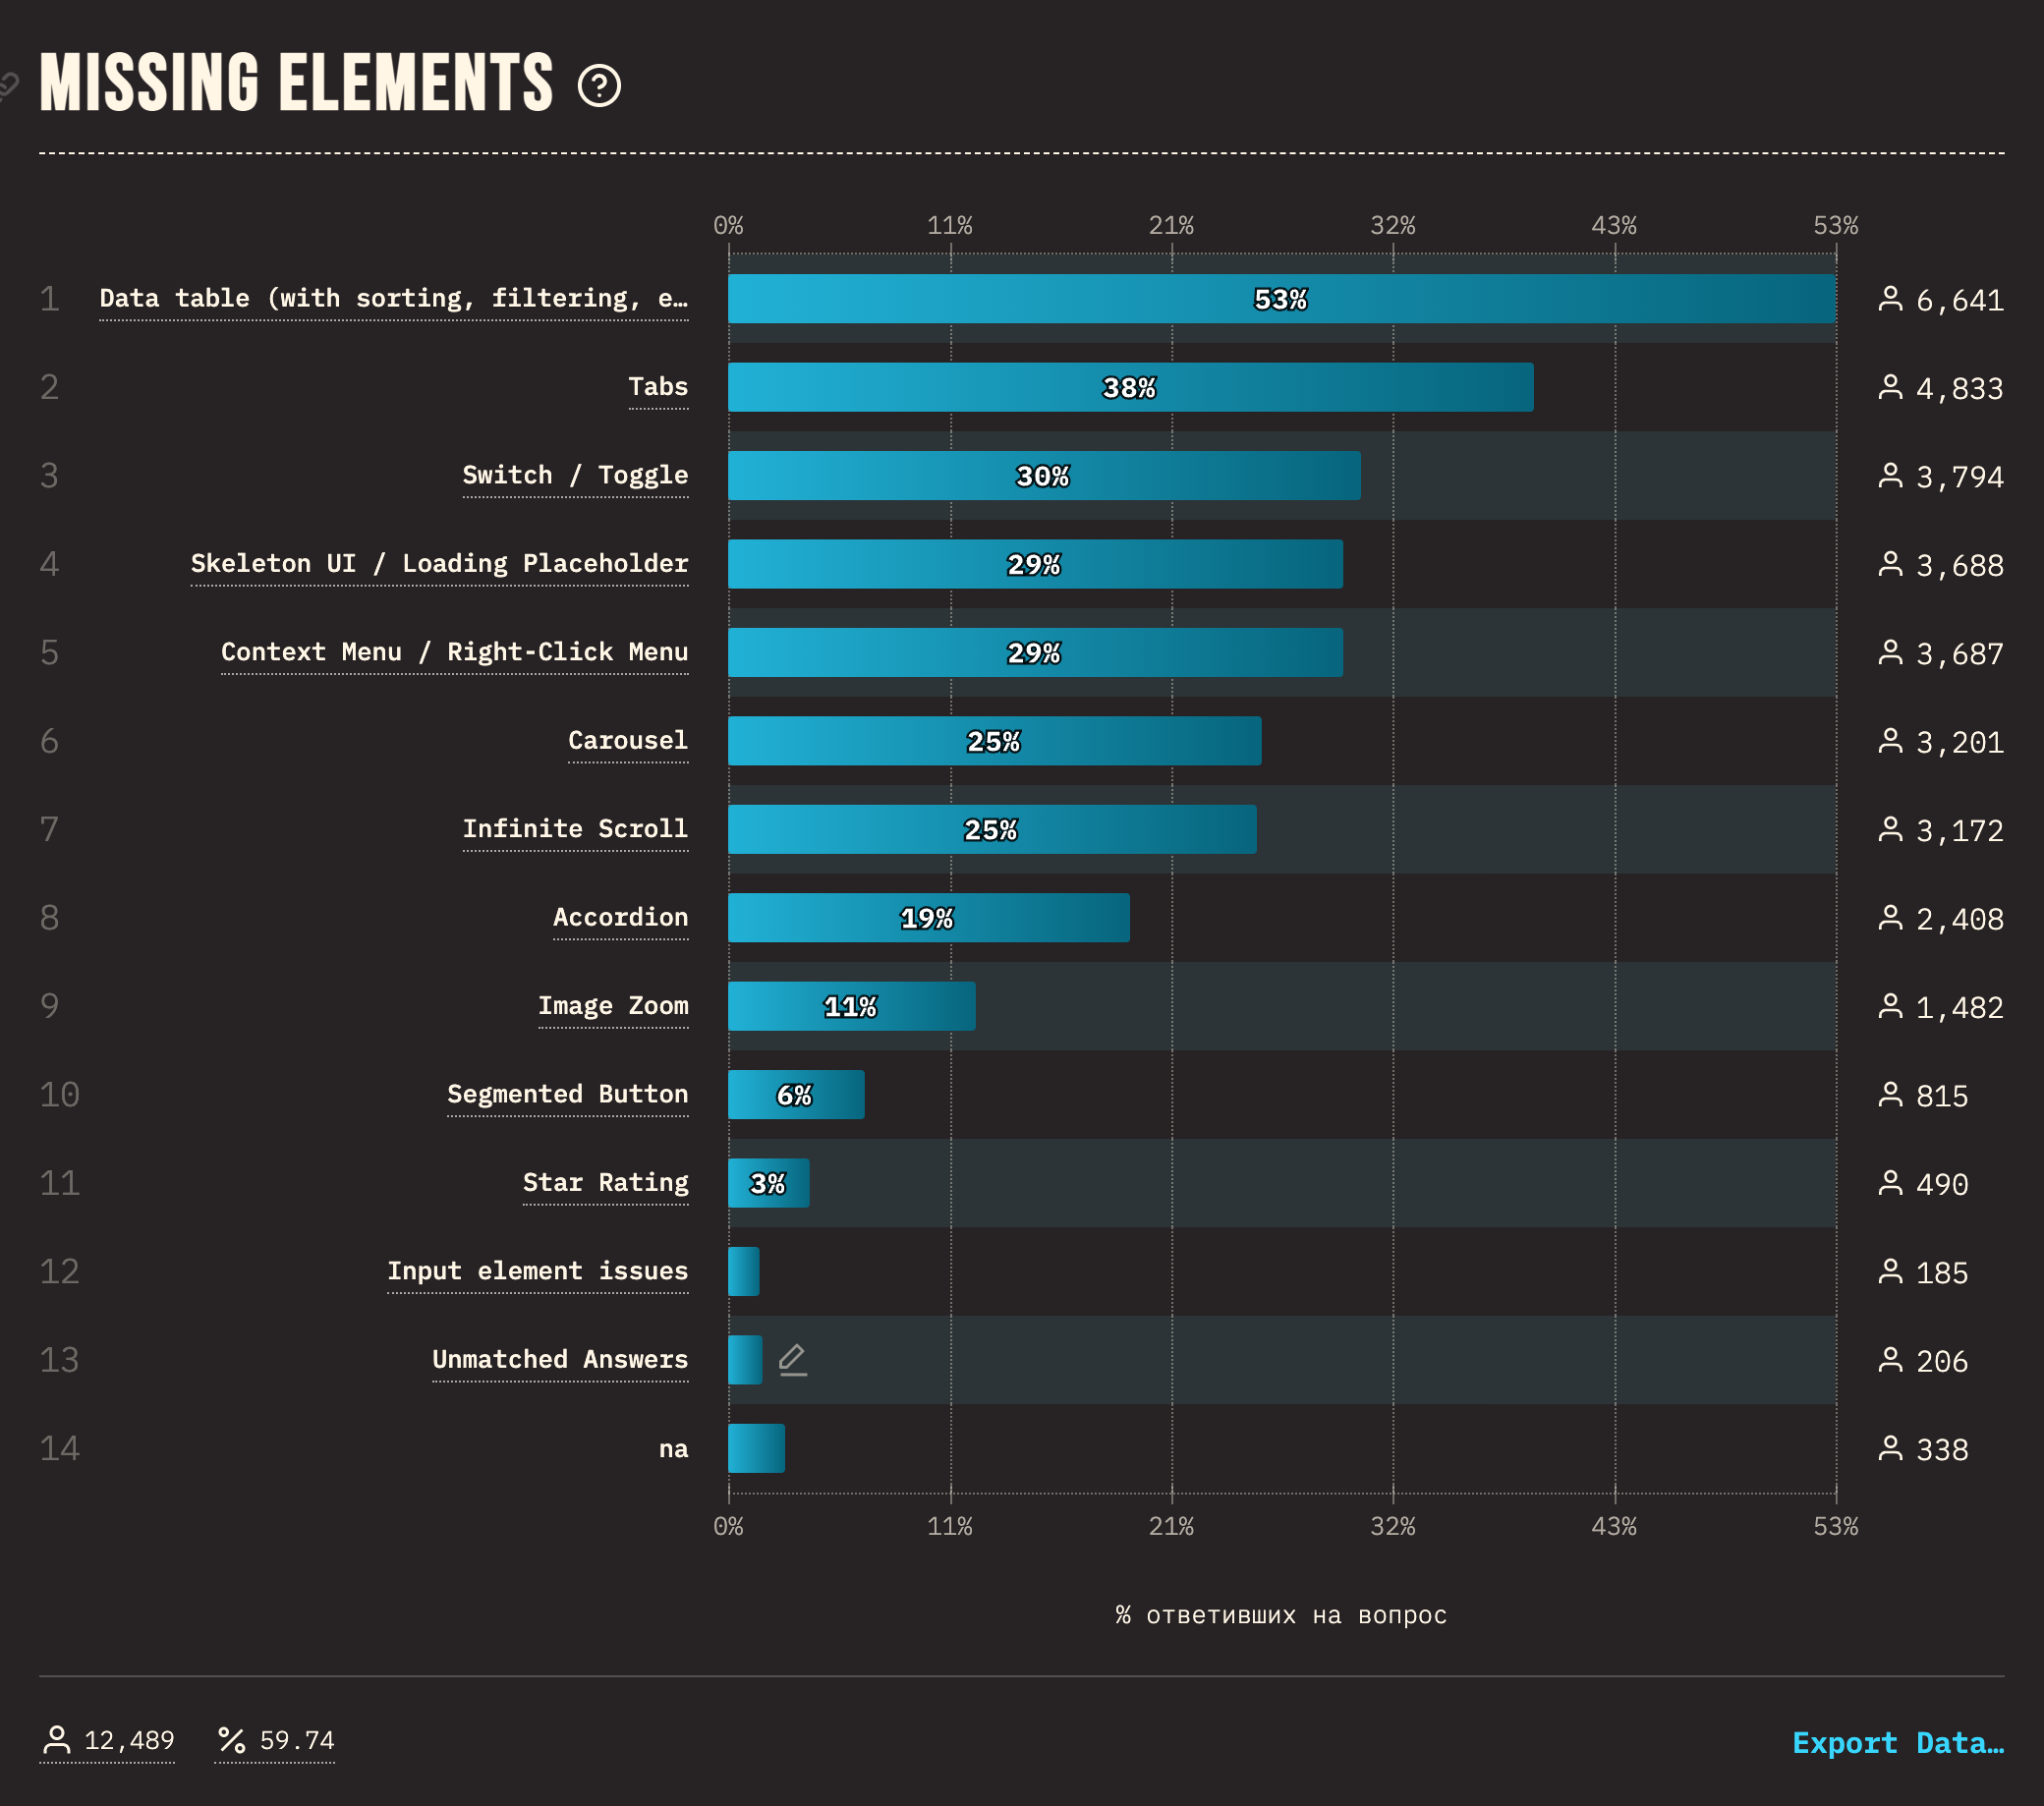 MISSING ELEMENTS ?
0% 11% 21% 32% 43% 53%
1 Data table (with sorting, filtering, e… 53% 6,641
2 Tabs 38% 4,833
3 Switch / Toggle 30% 3,794
4 Skeleton UI / Loading Placeholder 29% 3,688
5 Context Menu / Right-Click Menu 29% 3,687
6 Carousel 25% 3,201
7 Infinite Scroll 25% 3,172
8 Accordion 19% 2,408
9 Image Zoom 11% 1,482
10 Segmented Button 6% 815
11 Star Rating 3% 490
12 Input element issues 185
13 Unmatched Answers 206
14 na 338
0% 11% 21% 32% 43% 53%
% ответивших на вопрос
12,489 % 59.74 Export Data…